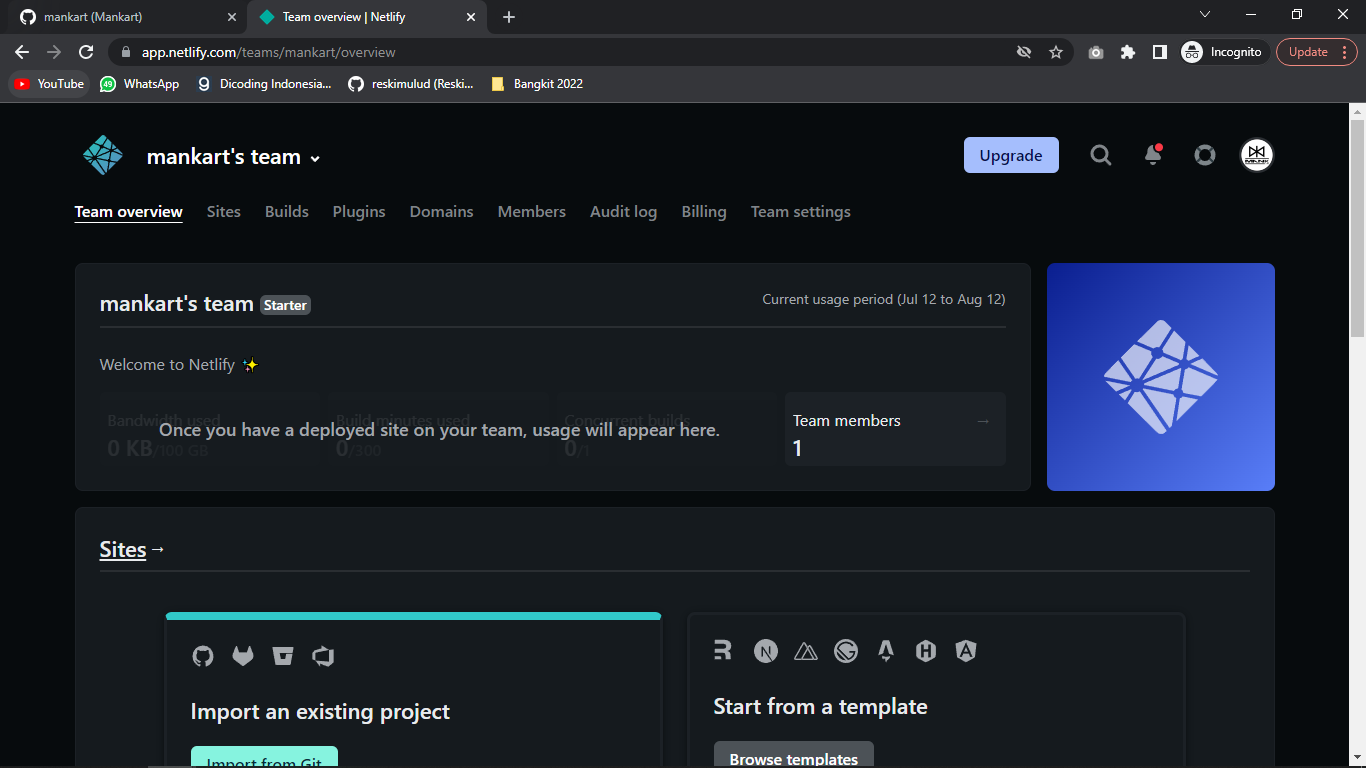 mankart (Mankart)
Team overview | Netlify
app.netlify.com/teams/mankart/overview
Incognito
Update
YouTube
49
WhatsApp
Dicoding Indonesia...
reskimulud (Reski...
Bangkit 2022
mankart's team
Upgrade
MANK
Team overview
Sites
Builds
Plugins
Domains
Members
Audit log
Billing
Team settings
mankart's team Starter
Current usage period (Jul 12 to Aug 12)
Welcome to Netlify ✨
Bandwidth used
Build minutes used
Concurrent builds
Team members →
Once you have a deployed site on your team, usage will appear here.
0 KB/100 GB
0/300
0/1
1
Sites →
Import an existing project
Start from a template
Import from Git
Browse templates